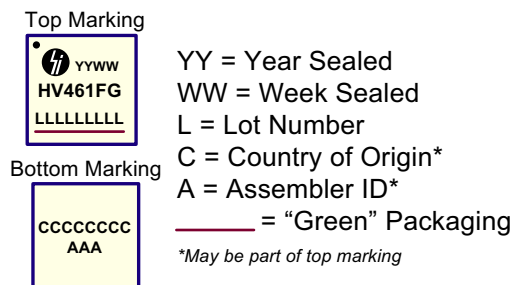 Top Marking
YYWW
HV461FG
LLLLLLLLL
Bottom Marking
CCCCCCCC
AAA
YY = Year Sealed
WW = Week Sealed
L = Lot Number
C = Country of Origin*
A = Assembler ID*
= “Green” Packaging
*May be part of top marking